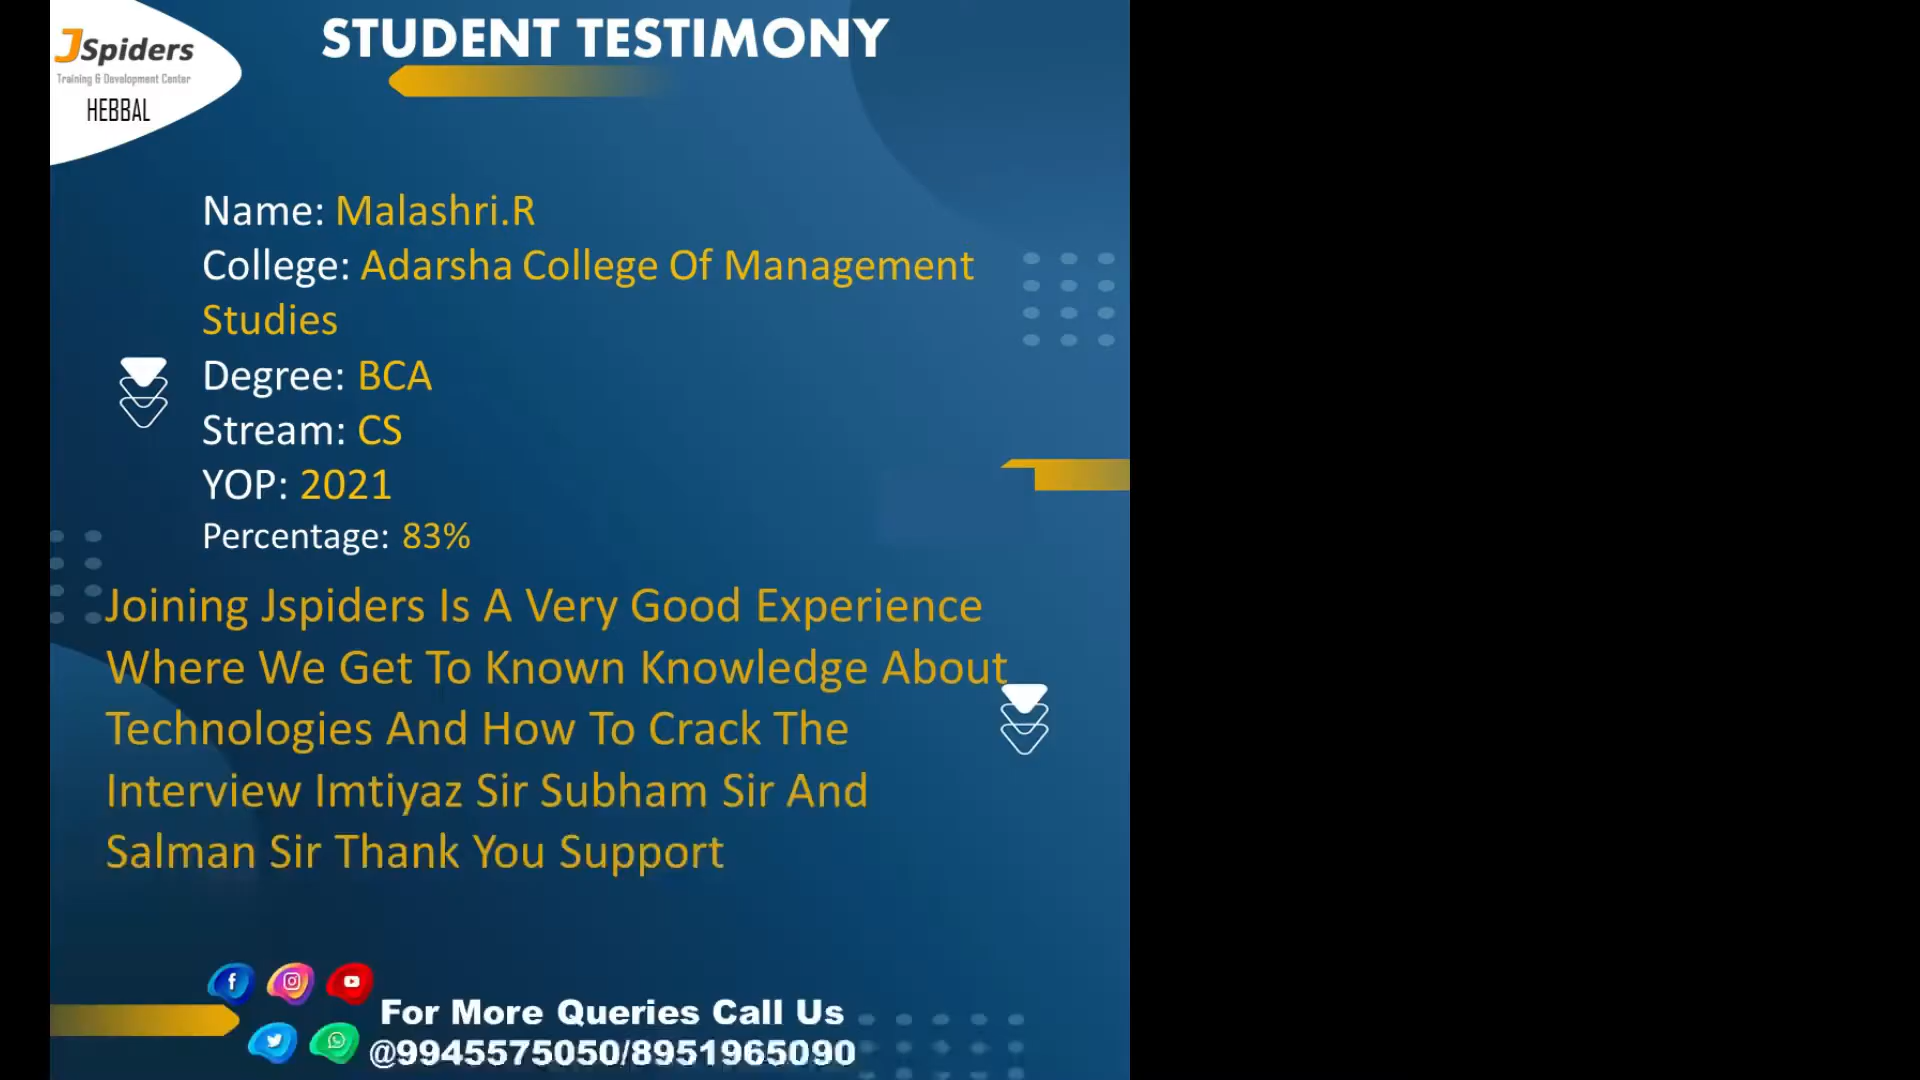 JSpiders
Training & Development Center
HEBBAL
STUDENT TESTIMONY
Name: Malashri.R
College: Adarsha College Of Management
Studies
Degree: BCA
Stream: CS
YOP: 2021
Percentage: 83%
Joining Jspiders Is A Very Good Experience
Where We Get To Known Knowledge About
Technologies And How To Crack The
Interview Imtiyaz Sir Subham Sir And
Salman Sir Thank You Support
For More Queries Call Us
@9945575050/8951965090